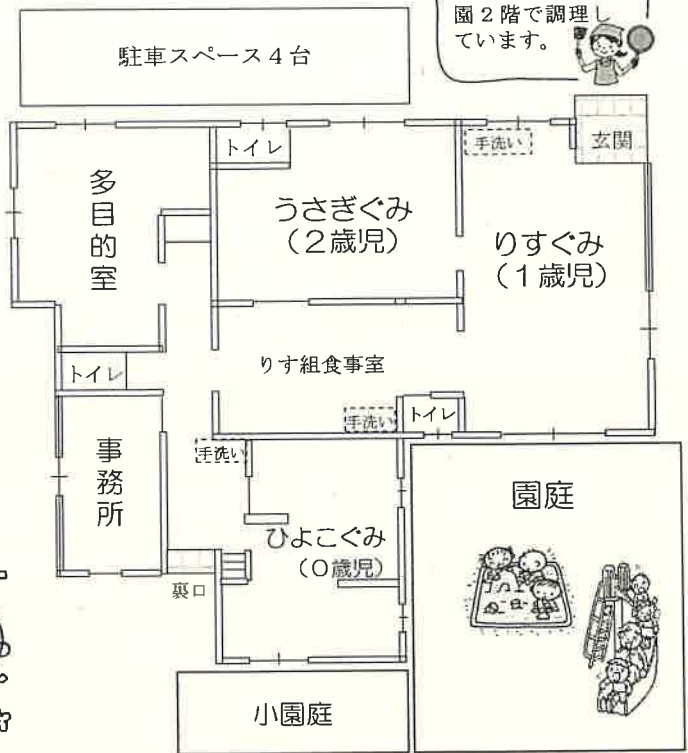 園２階で調理し
ています。
駐車スペース４台
トイレ
手洗い
玄関
多目的室
うさぎぐみ
（２歳児）
りすぐみ
（１歳児）
りす組食事室
トイレ
手洗い
トイレ
手洗い
事務所
園庭
ひよこぐみ
（０歳児）
裏口
小園庭